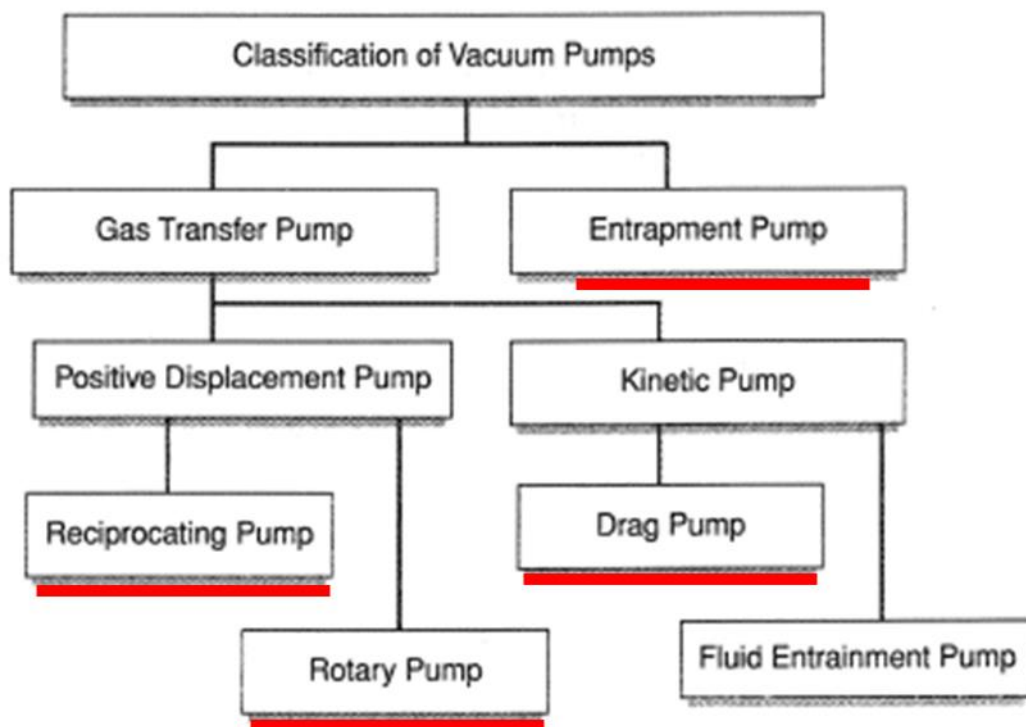 Classification of Vacuum Pumps
Gas Transfer Pump
Entrapment Pump
Positive Displacement Pump
Kinetic Pump
Reciprocating Pump
Drag Pump
Rotary Pump
Fluid Entrainment Pump